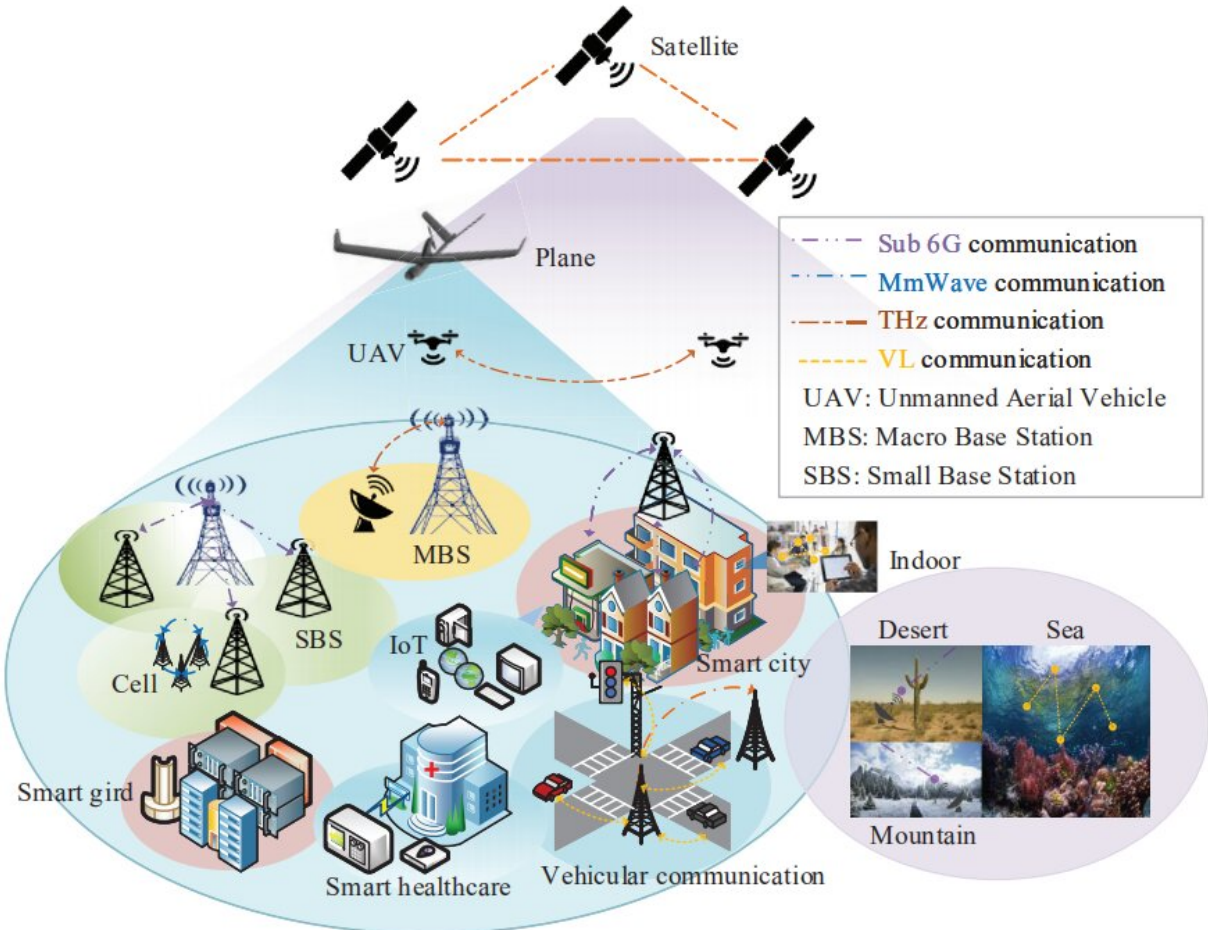 Satellite
Plane
Sub 6G communication
MmWave communication
THz communication
VL communication
UAV: Unmanned Aerial Vehicle
MBS: Macro Base Station
SBS: Small Base Station
UAV
MBS
Indoor
SBS
IoT
Cell
Smart city
Desert
Sea
Mountain
Smart gird
Smart healthcare
Vehicular communication